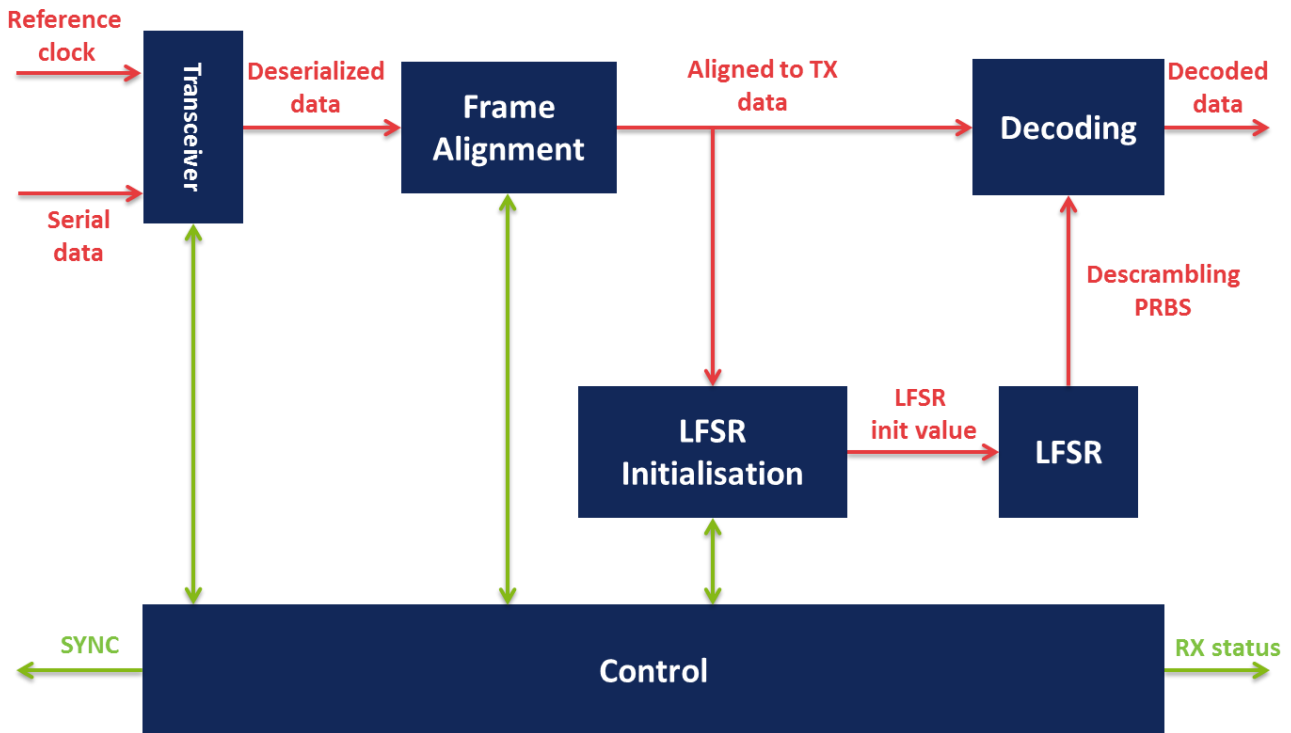 Reference
clock
Transceiver
Deserialized
data
Frame
Alignment
Aligned to TX
data
Decoding
Decoded
data
Serial
data
Descrambling
PRBS
LFSR
Initialisation
LFSR
init value
LFSR
SYNC
Control
RX status